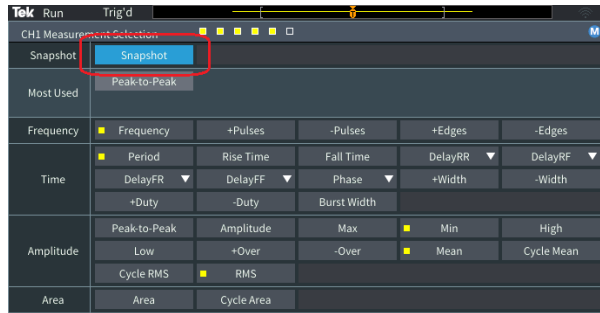 Tek Run Trig'd
CH1 Measurement Selection M
Snapshot Snapshot
Most Used Peak-to-Peak
Frequency Frequency +Pulses -Pulses +Edges -Edges
Period Rise Time Fall Time DelayRR DelayRF
Time DelayFR DelayFF Phase +Width -Width
+Duty -Duty Burst Width
Peak-to-Peak Amplitude Max Min High
Amplitude Low +Over -Over Mean Cycle Mean
Cycle RMS RMS
Area Area Cycle Area